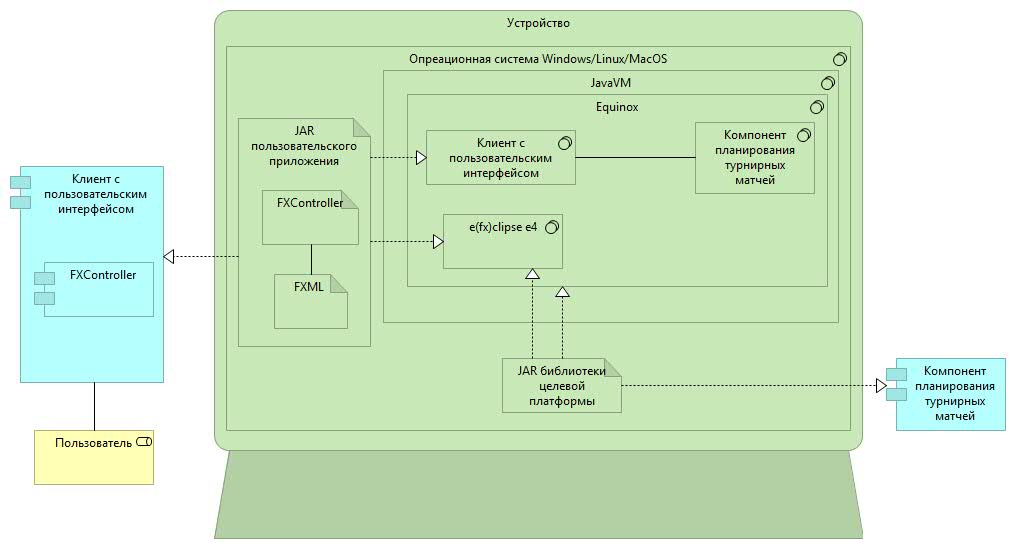 Устройство
Опреационная система Windows/Linux/MacOS
JavaVM
Equinox
JAR
пользовательского
приложения
Клиент с
пользовательским
интерфейсом
Компонент
планирования
турнирных
матчей
FXController
FXML
e(fx)clipse e4
JAR библиотеки
целевой
платформы
Клиент с
пользовательским
интерфейсом
FXController
Пользователь
Компонент
планирования
турнирных
матчей